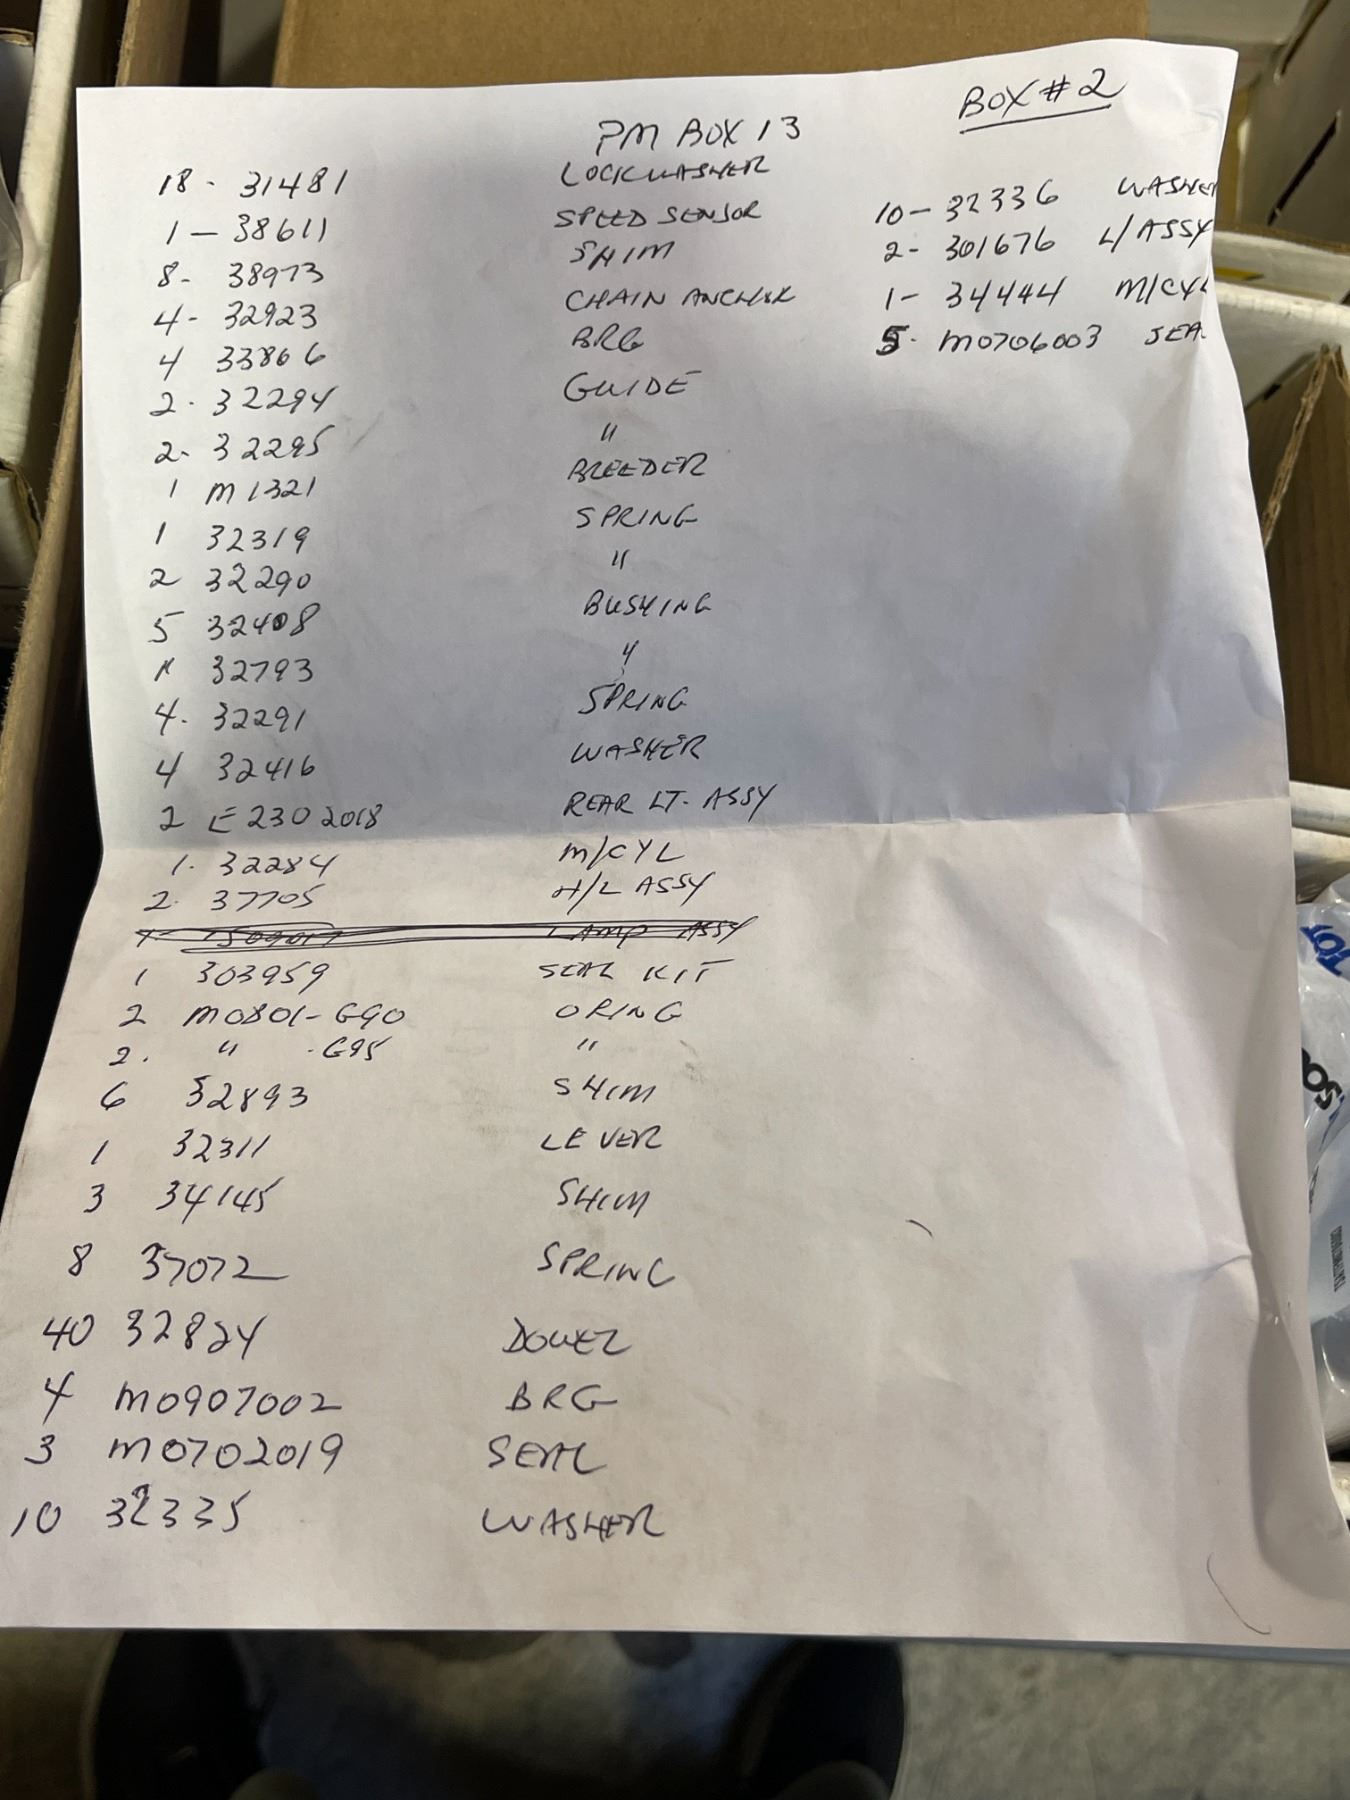 BOX #2
PM BOX 13
18 - 31481 LOCKWASHER
1 - 38611 SPEED SENSOR
8 - 38973 SHIM
4 - 32923 CHAIN ANCHOR
4 33806 BRG
2 - 32294 GUIDE
2 - 32295 "
1 M1321 BREEDER
1 32319 SPRING
2 32290 "
5 32408 BUSHING
32793 "
4 - 32291 SPRING
4 32416 WASHER
2 E2302018 REAR LT. ASSY
1 - 32284 M/CYL
2 - 37705 H/L ASSY
LAMP ASSY
1 303959 SEAL KIT
2 M0801-G90 ORING
2 - " - G95 "
6 32893 SHIM
1 32311 LEVER
3 34145 SHIM
8 37072 SPRING
40 32824 DOWEL
4 M0907002 BRG
3 M0702019 SEAL
10 32335 WASHER
10 - 32336 WASHER
2 - 301676 L/ASSY
1 - 34444 M/CYL
5 - M0706003 SEA
TOT